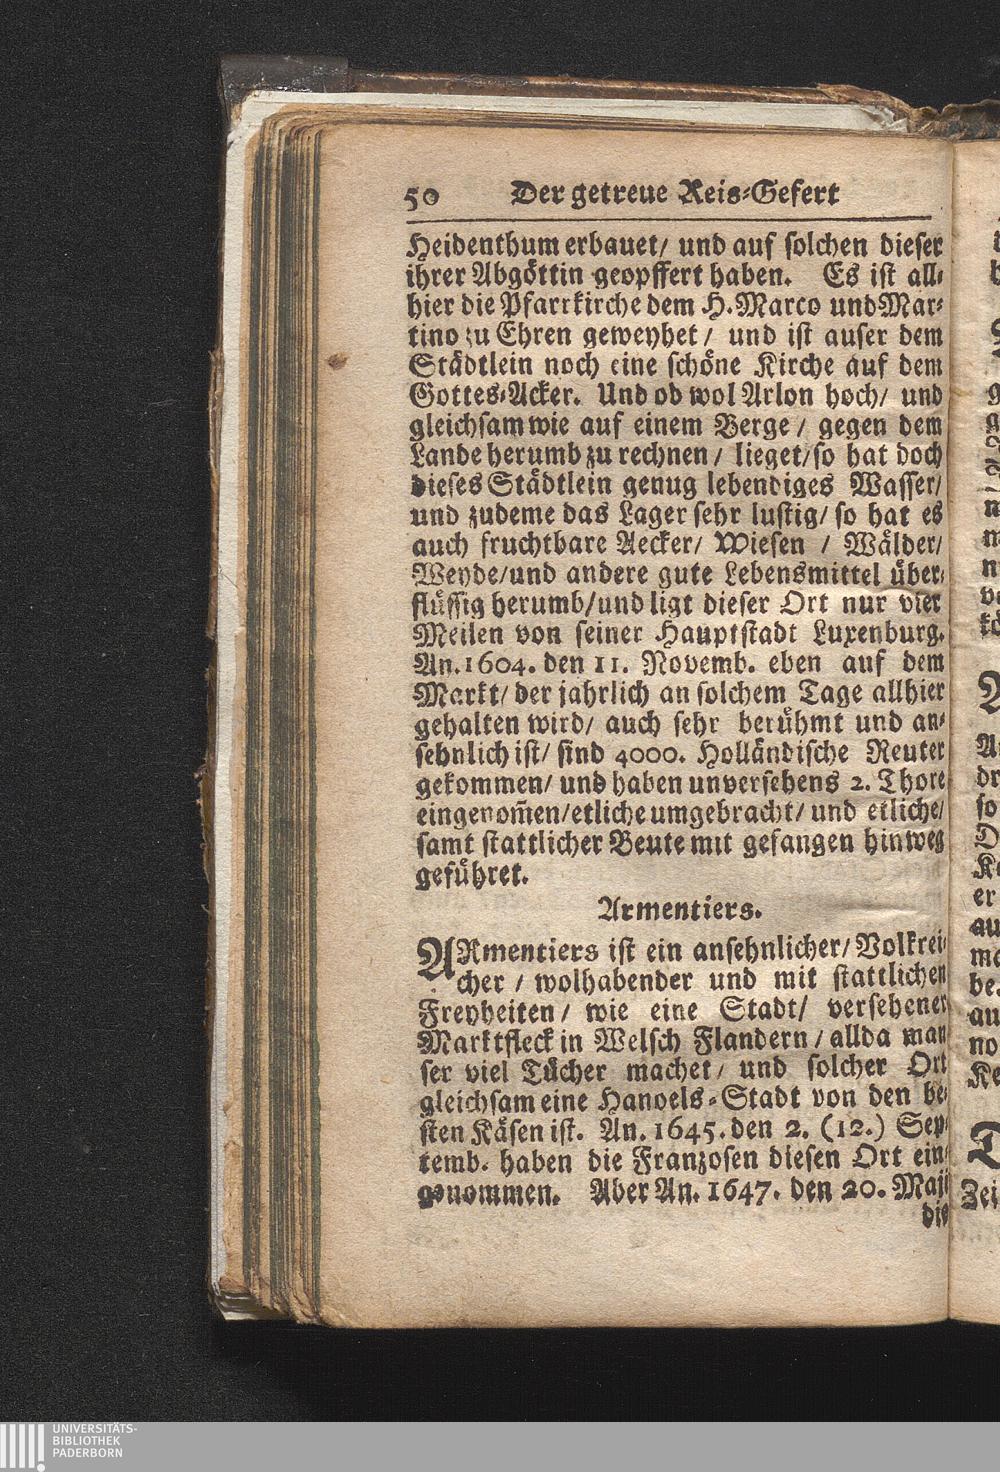 50 Der getreue Reis-Gefert
Heidenthum erbauet/ und auf solchen dieser
ihrer Abgöttin geopffert haben. Es ist all-
hier die Pfarrkirche dem H. Marco und Mar-
tino zu Ehren geweyhet / und ist auser dem
Städtlein noch eine schöne Kirche auf dem
Gottes-Acker. Und ob wol Arlon hoch/ und
gleichsam wie auf einem Berge / gegen dem
Lande herumb zu rechnen / lieget/ so hat doch
dieses Städtlein genug lebendiges Wasser/
und zudeme das Lager sehr lustig/ so hat es
auch fruchtbare Aecker/ Wiesen / Wälder/
Weyde/und andere gute Lebensmittel über-
flüssig herumb/und ligt dieser Ort nur vier
Meilen von seiner Hauptstadt Luxenburg.
An. 1604. den 11. Novemb. eben auf dem
Markt/ der jahrlich an solchem Tage allhier
gehalten wird/ auch sehr berühmt und an-
sehnlich ist/ sind 4000. Holländische Reuter
gekommen/ und haben unversehens 2. Thore
eingenom̃en/etliche umgebracht/ und etliche/
samt stattlicher Beute mit gefangen hinweg
geführet.
Armentiers.
ARmentiers ist ein ansehnlicher/ Volkrei-
cher / wolhabender und mit stattlichen
Freyheiten / wie eine Stadt/ versehener
Marktfleck in Welsch Flandern / allda man
ser viel Tücher machet/ und solcher Ort
gleichsam eine Handels-Stadt von den be-
sten Käsen ist. An. 1645. den 2. (12.) Sep-
temb. haben die Franzosen diesen Ort ein-
genommen. Aber An. 1647. den 20. Maji
die
UNIVERSITÄTS-
BIBLIOTHEK
PADERBORN